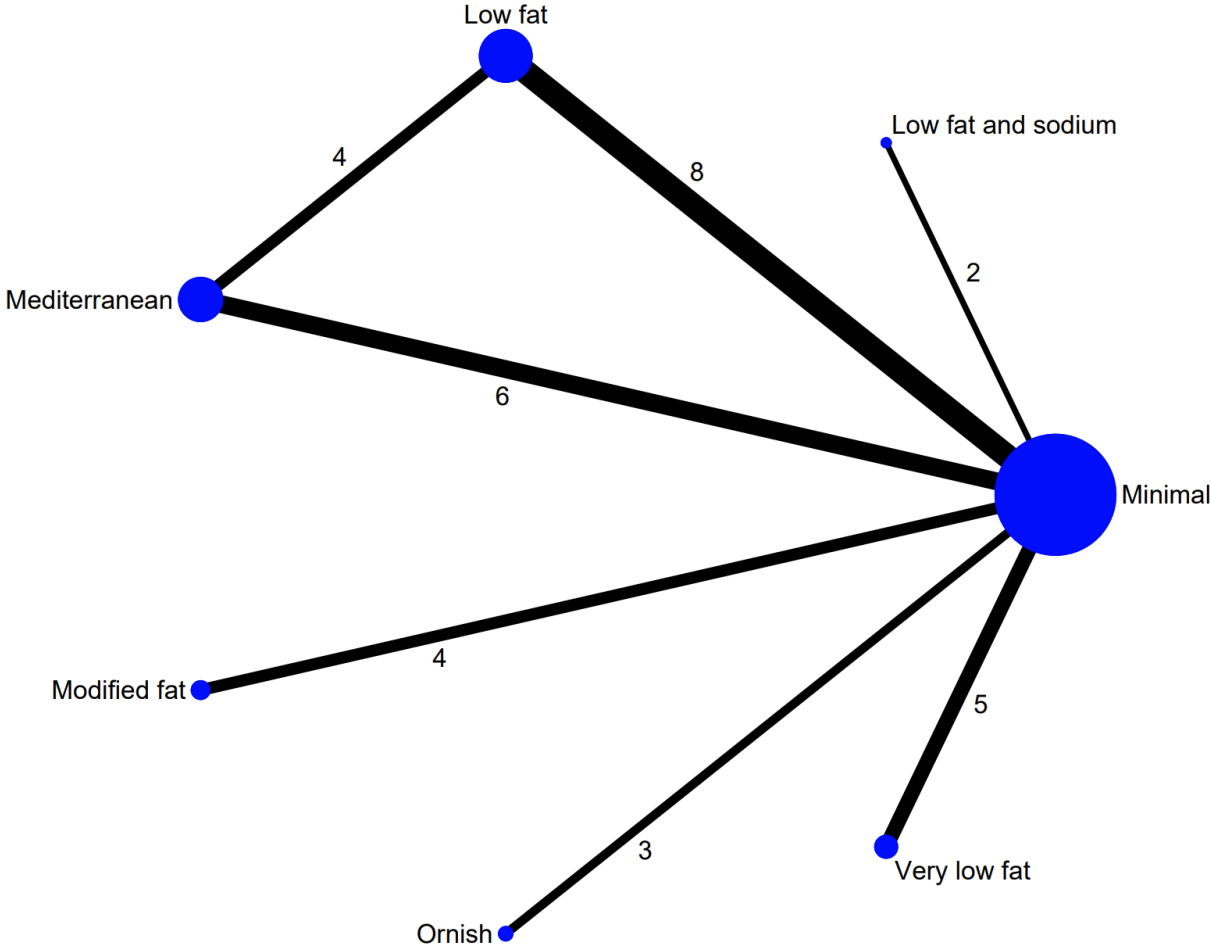 Low fat
Low fat and sodium
4
8
2
Mediterranean
6
Minimal
4
Modified fat
5
3
Very low fat
Ornish